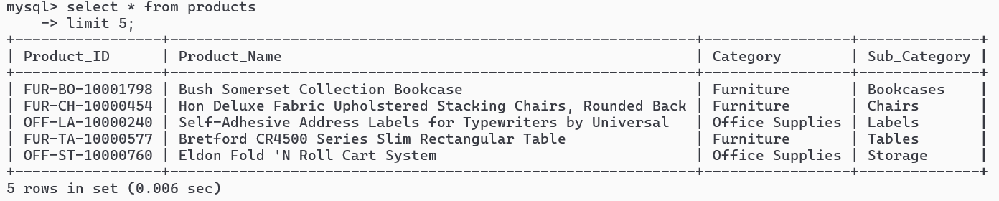 mysql> select * from products
    -> limit 5;
+-----------------+-------------------------------------------------------------+-----------------+--------------+
| Product_ID      | Product_Name                                                | Category        | Sub_Category |
+-----------------+-------------------------------------------------------------+-----------------+--------------+
| FUR-BO-10001798 | Bush Somerset Collection Bookcase                           | Furniture       | Bookcases    |
| FUR-CH-10000454 | Hon Deluxe Fabric Upholstered Stacking Chairs, Rounded Back | Furniture       | Chairs       |
| OFF-LA-10000240 | Self-Adhesive Address Labels for Typewriters by Universal   | Office Supplies | Labels       |
| FUR-TA-10000577 | Bretford CR4500 Series Slim Rectangular Table               | Furniture       | Tables       |
| OFF-ST-10000760 | Eldon Fold 'N Roll Cart System                              | Office Supplies | Storage      |
+-----------------+-------------------------------------------------------------+-----------------+--------------+
5 rows in set (0.006 sec)